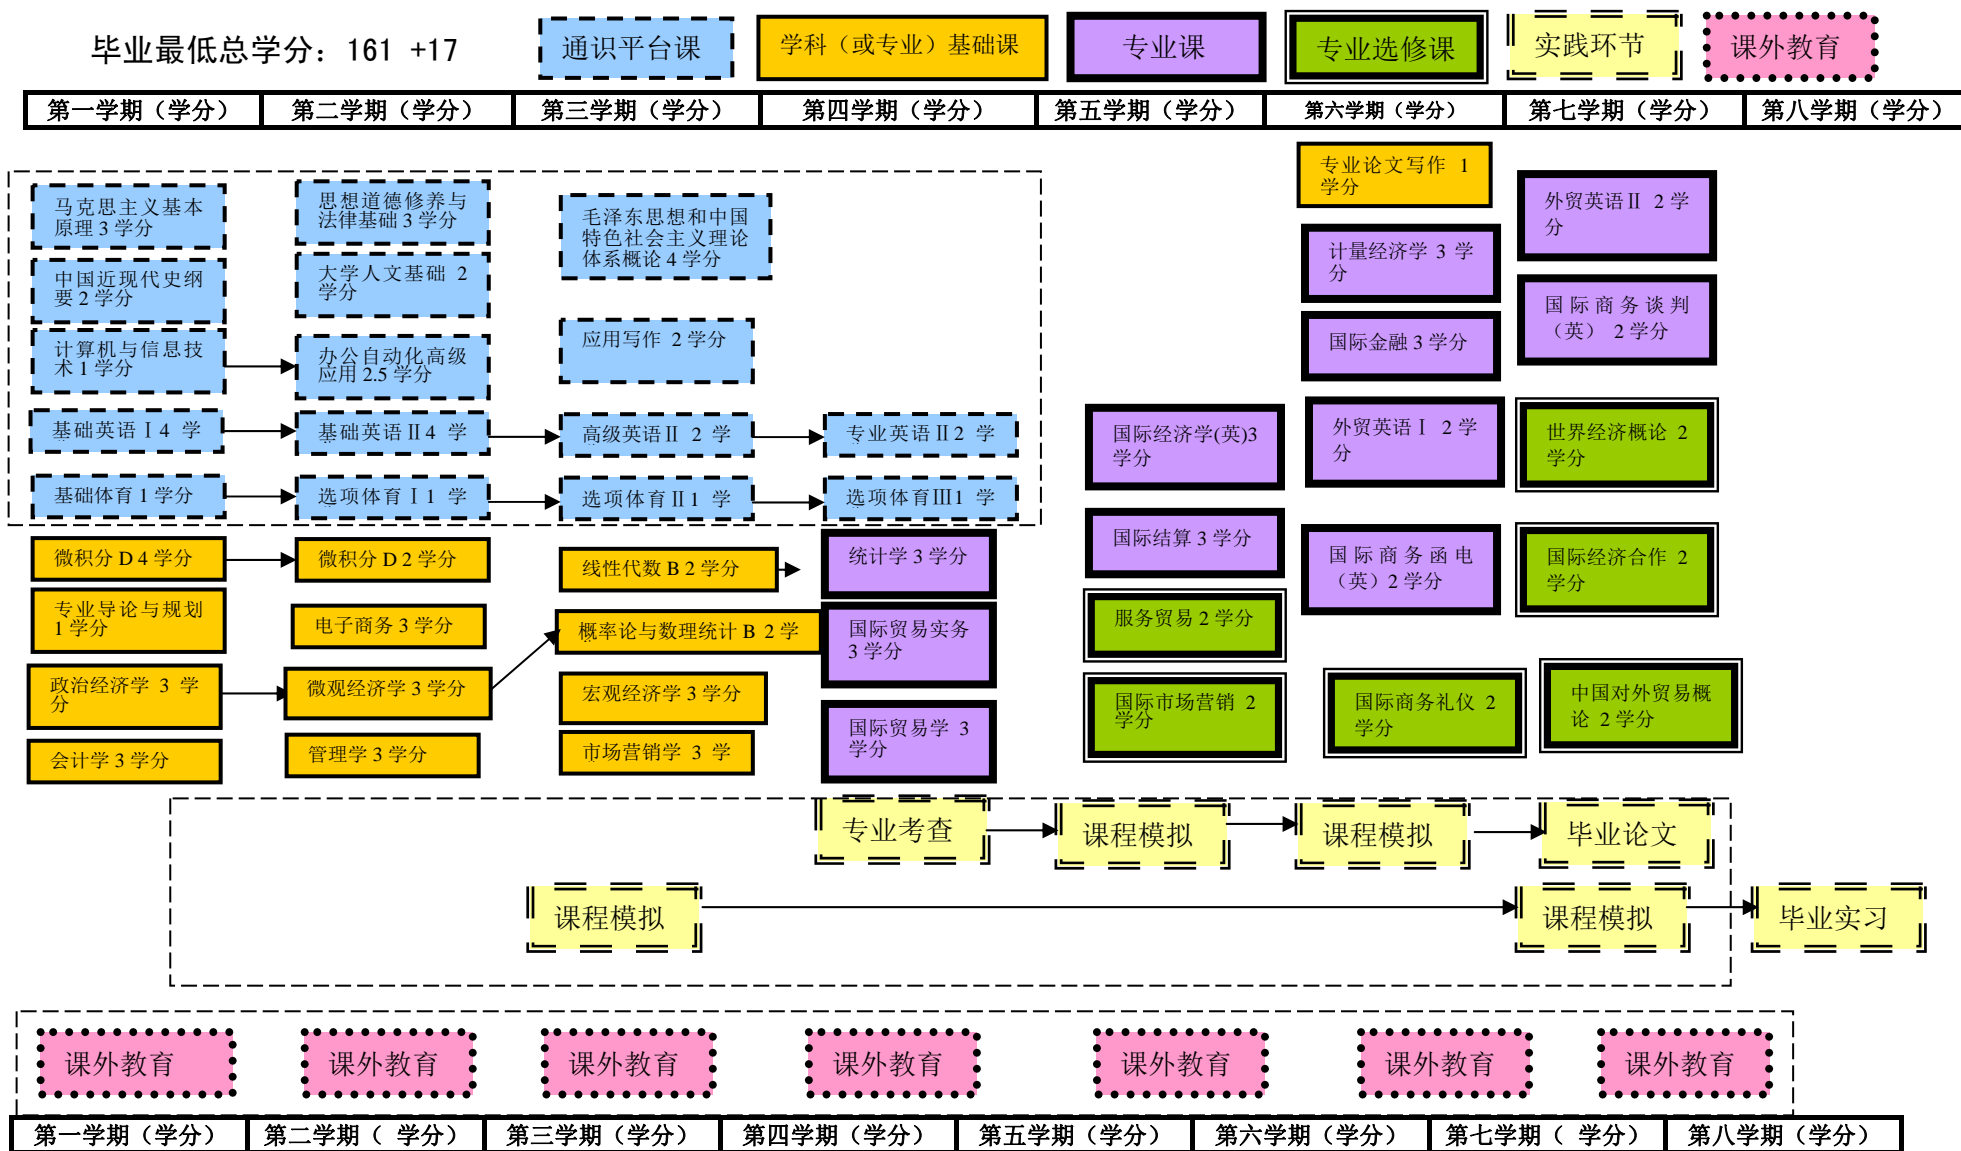 毕业最低总学分：161 +17
通识平台课
学科（或专业）基础课
专业课
专业选修课
实践环节
课外教育
第一学期（学分）
第二学期（学分）
第三学期（学分）
第四学期（学分）
第五学期（学分）
第六学期（学分）
第七学期（学分）
第八学期（学分）
马克思主义基本
原理 3 学分
中国近现代史纲
要 2 学分
计算机与信息技
术 1 学分
基础英语Ⅰ4 学
基础体育 1 学分
思想道德修养与
法律基础 3 学分
大学人文基础 2
学分
办公自动化高级
应用 2.5 学分
基础英语Ⅱ4 学
选项体育Ⅰ1 学
毛泽东思想和中国
特色社会主义理论
体系概论 4 学分
应用写作 2 学分
高级英语Ⅱ 2 学
选项体育Ⅱ1 学
专业英语Ⅱ2 学
选项体育Ⅲ1 学
微积分 D 4 学分
专业导论与规划
1 学分
政治经济学 3 学
分
会计学 3 学分
微积分 D 2 学分
电子商务 3 学分
微观经济学 3 学分
管理学 3 学分
线性代数 B 2 学分
概率论与数理统计 B 2 学
宏观经济学 3 学分
市场营销学 3 学
统计学 3 学分
国际贸易实务
3 学分
国际贸易学 3
学分
国际经济学(英)3
学分
国际结算 3 学分
服务贸易 2 学分
国际市场营销 2
学分
专业论文写作 1
学分
计量经济学 3 学
分
国际金融 3 学分
外贸英语Ⅰ 2 学
分
国际商务函电
（英）2 学分
国际商务礼仪 2
学分
外贸英语Ⅱ 2 学
分
国际商务谈判
（英） 2 学分
世界经济概论 2
学分
国际经济合作 2
学分
中国对外贸易概
论 2 学分
专业考查
课程模拟
课程模拟
毕业论文
课程模拟
课程模拟
毕业实习
课外教育
课外教育
课外教育
课外教育
课外教育
课外教育
课外教育
第一学期（学分）
第二学期（ 学分）
第三学期（学分）
第四学期（学分）
第五学期（学分）
第六学期（学分）
第七学期（ 学分）
第八学期（学分）